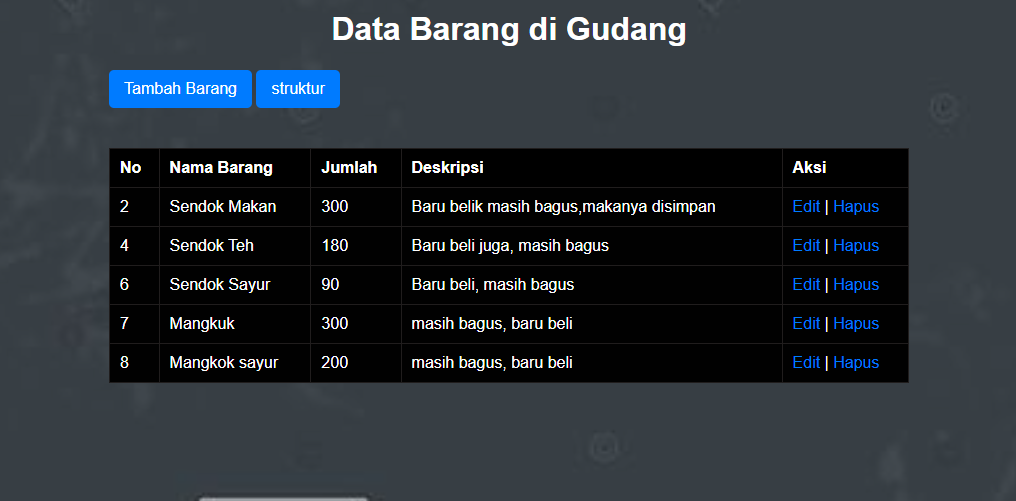 Data Barang di Gudang
Tambah Barang struktur
No Nama Barang Jumlah Deskripsi Aksi
2 Sendok Makan 300 Baru belik masih bagus,makanya disimpan Edit | Hapus
4 Sendok Teh 180 Baru beli juga, masih bagus Edit | Hapus
6 Sendok Sayur 90 Baru beli, masih bagus Edit | Hapus
7 Mangkuk 300 masih bagus, baru beli Edit | Hapus
8 Mangkok sayur 200 masih bagus, baru beli Edit | Hapus